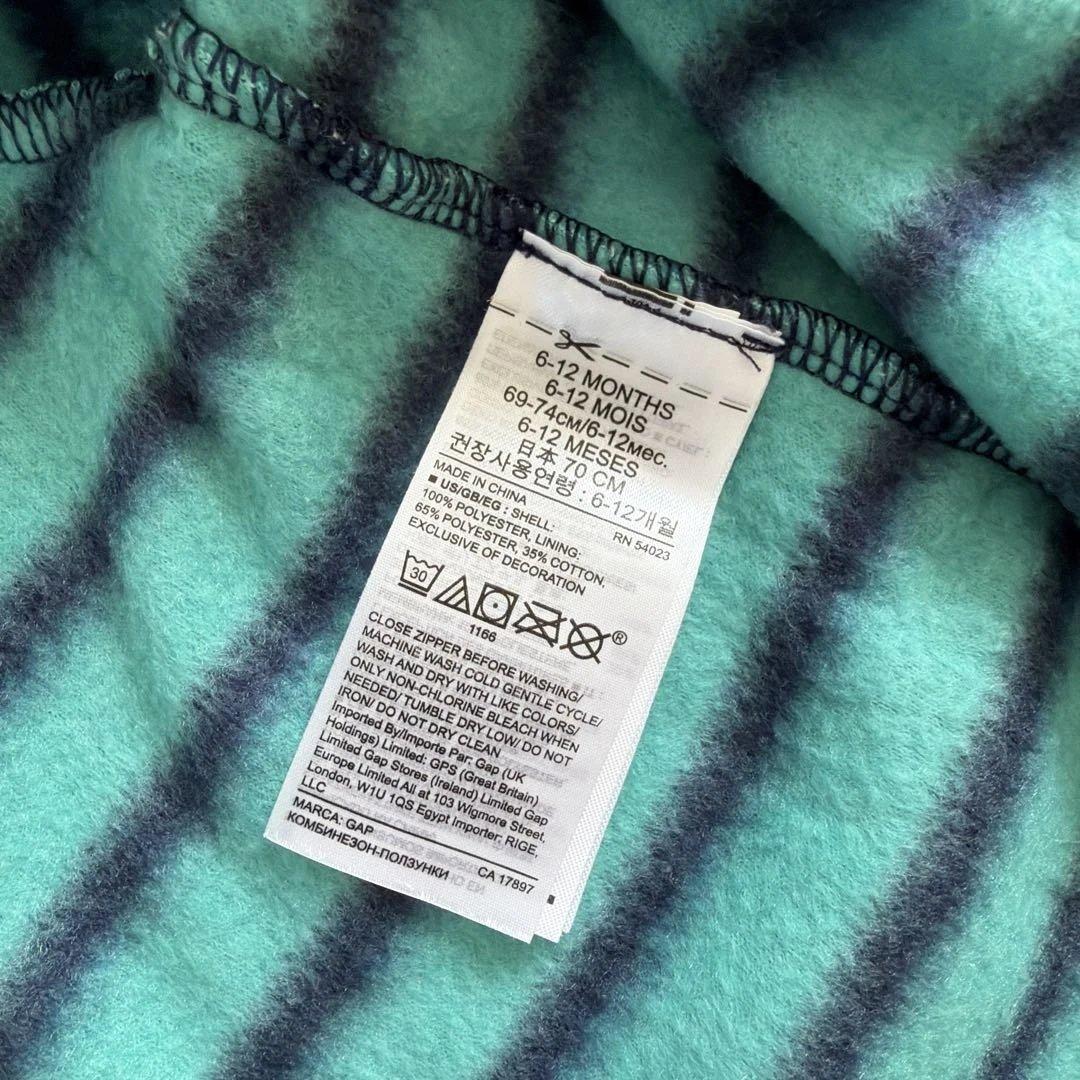 6-12 MONTHS
6-12 MOIS
69-74см/6-12мес.
6-12 MESES
日本 70 CM
권장사용연령 : 6-12개월
MADE IN CHINA
RN 54023
■ US/GB/EG : SHELL:
100% POLYESTER, LINING:
65% POLYESTER, 35% COTTON,
EXCLUSIVE OF DECORATION
30
®
1166
CLOSE ZIPPER BEFORE WASHING/
MACHINE WASH COLD GENTLE CYCLE/
WASH AND DRY WITH LIKE COLORS/
ONLY NON-CHLORINE BLEACH WHEN
NEEDED/ TUMBLE DRY LOW/ DO NOT
IRON/ DO NOT DRY CLEAN
Imported By/Importe Par: Gap (UK
Holdings) Limited: GPS (Great Britain)
Limited Gap Stores (Ireland) Limited Gap
Europe Limited All at 103 Wigmore Street,
London, W1U 1QS Egypt Importer: RIGE,
LLC
MARCA: GAP
CA 17897
КОМБИНЕЗОН-ПОЛЗУНКИ